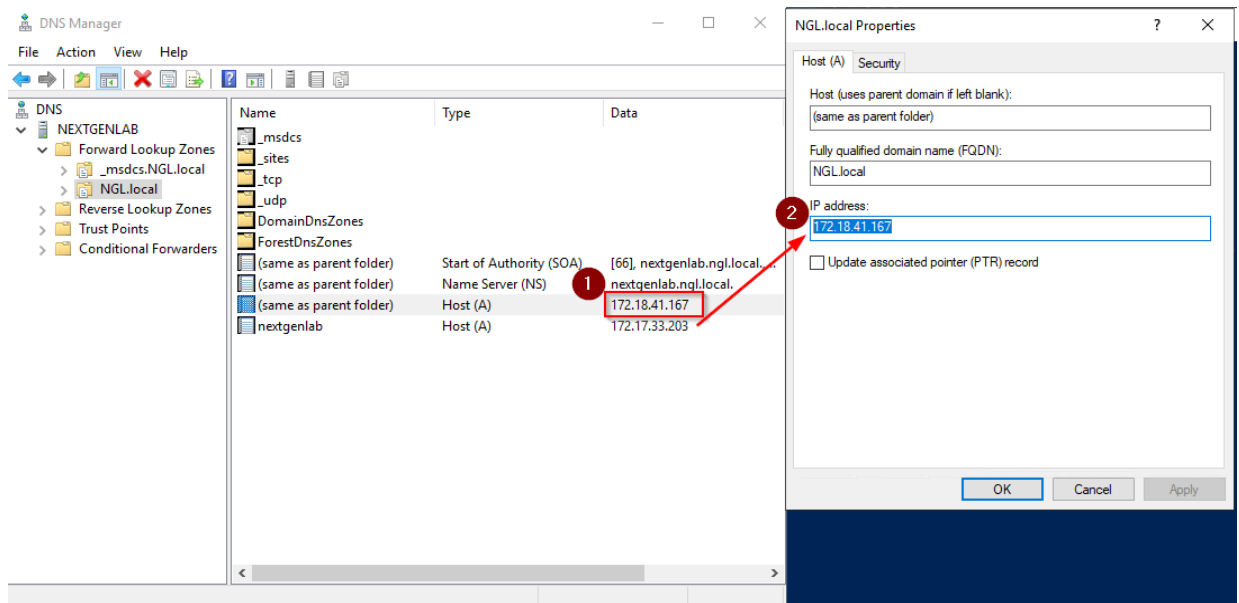 DNS Manager
File Action View Help
DNS
NEXTGENLAB
Forward Lookup Zones
_msdcs.NGL.local
NGL.local
Reverse Lookup Zones
Trust Points
Conditional Forwarders
Name Type Data
_msdcs
_sites
_tcp
_udp
DomainDnsZones
ForestDnsZones
(same as parent folder) Start of Authority (SOA) [66], nextgenlab.ngl.local....
(same as parent folder) Name Server (NS) nextgenlab.ngl.local.
1
(same as parent folder) Host (A) 172.18.41.167
nextgenlab Host (A) 172.17.33.203
NGL.local Properties ?
Host (A) Security
Host (uses parent domain if left blank):
(same as parent folder)
Fully qualified domain name (FQDN):
NGL.local
IP address:
2
172.18.41.167
Update associated pointer (PTR) record
OK Cancel Apply